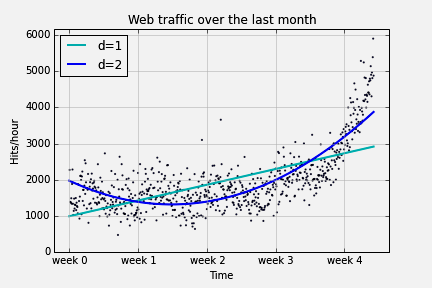 Web traffic over the last month
d=1
d=2
Hits/hour
6000
5000
4000
3000
2000
1000
0
week 0 week 1 week 2 week 3 week 4
Time